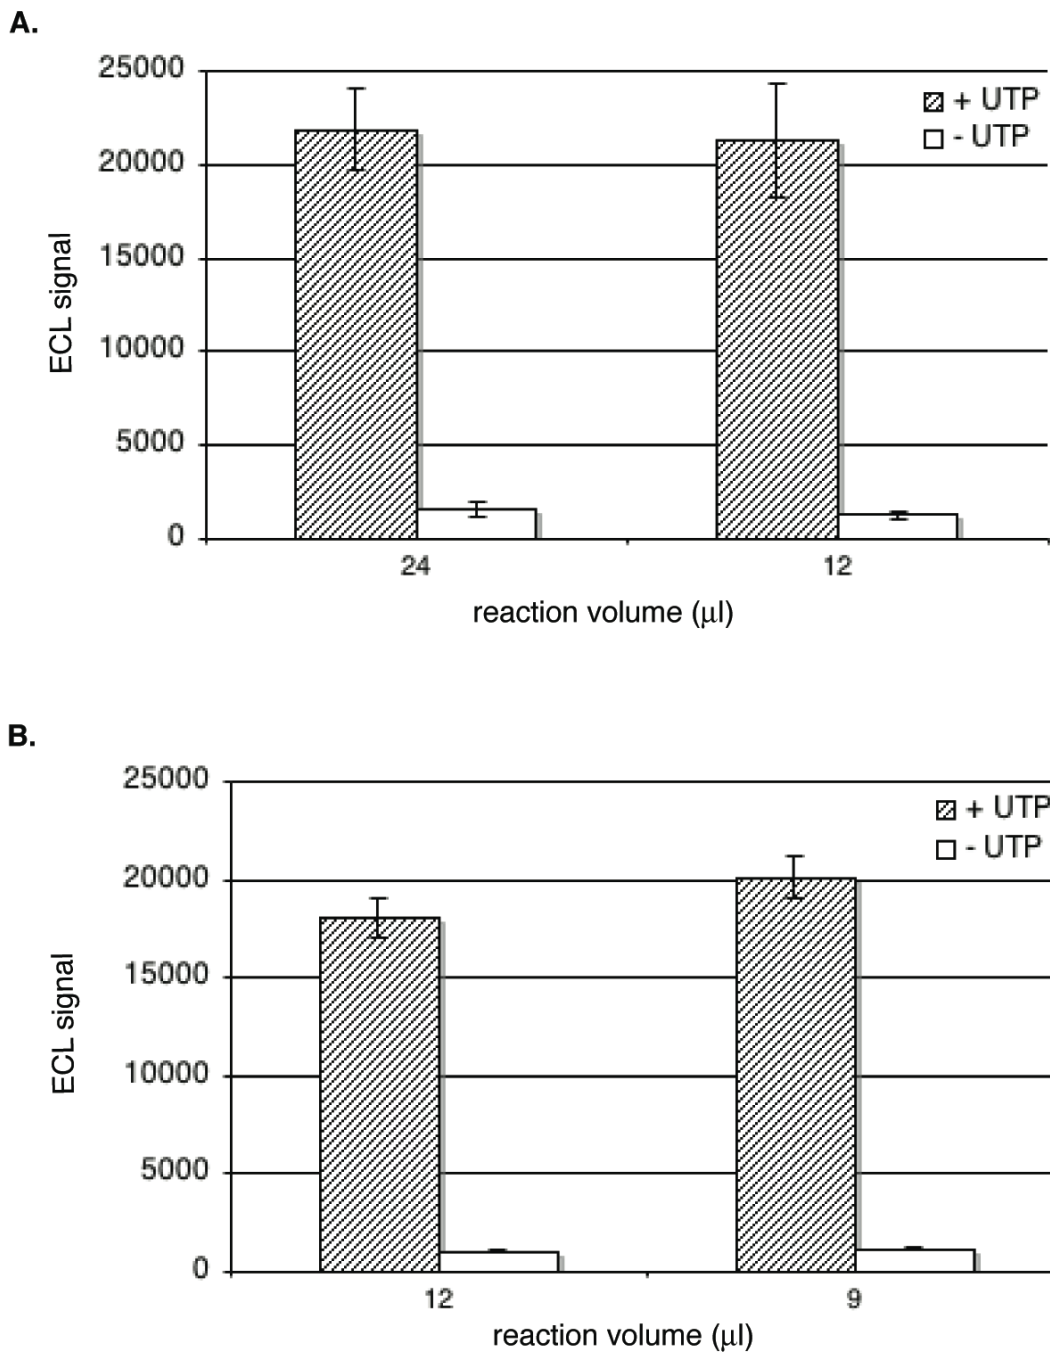 A.
25000
20000
15000
10000
5000
0
ECL signal
+ UTP
- UTP
24
12
reaction volume (μl)
B.
25000
20000
15000
10000
5000
0
ECL signal
+ UTP
- UTP
12
9
reaction volume (μl)